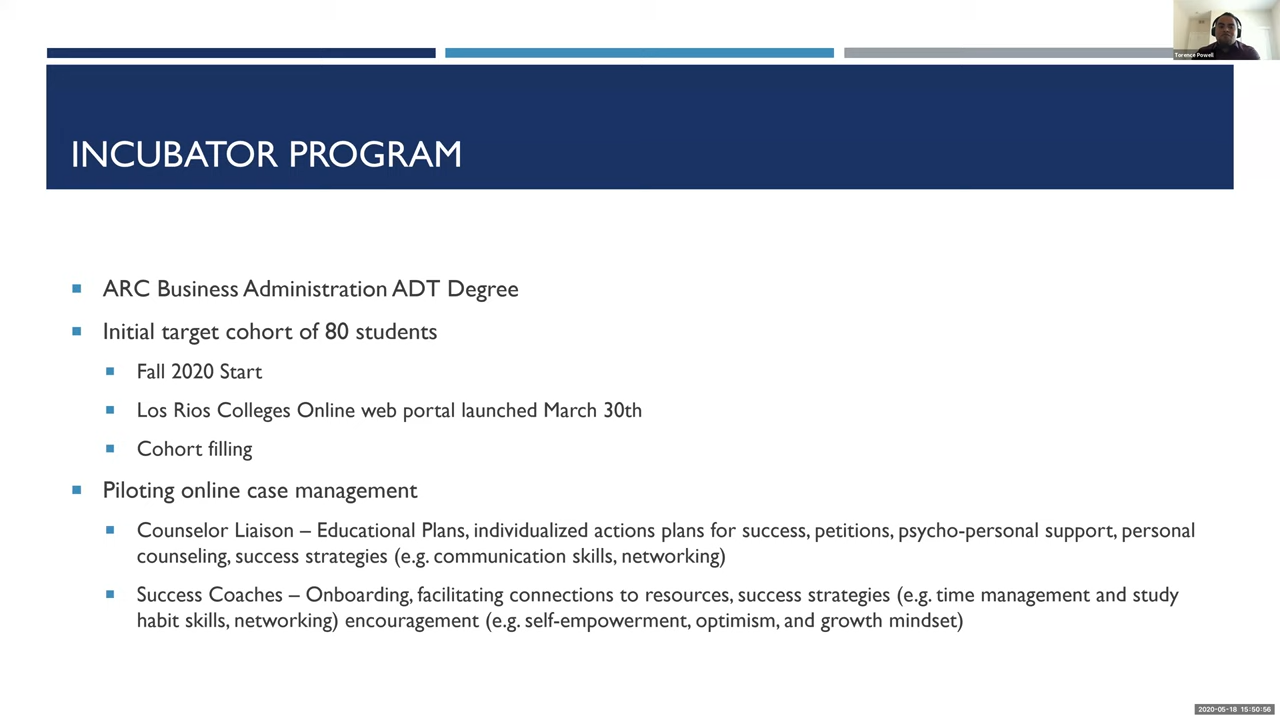 Torence Powell
INCUBATOR PROGRAM
ARC Business Administration ADT Degree
Initial target cohort of 80 students
Fall 2020 Start
Los Rios Colleges Online web portal launched March 30th
Cohort filling
Piloting online case management
Counselor Liaison – Educational Plans, individualized actions plans for success, petitions, psycho-personal support, personal
counseling, success strategies (e.g. communication skills, networking)
Success Coaches – Onboarding, facilitating connections to resources, success strategies (e.g. time management and study
habit skills, networking) encouragement (e.g. self-empowerment, optimism, and growth mindset)
2020-05-18 15:50:56